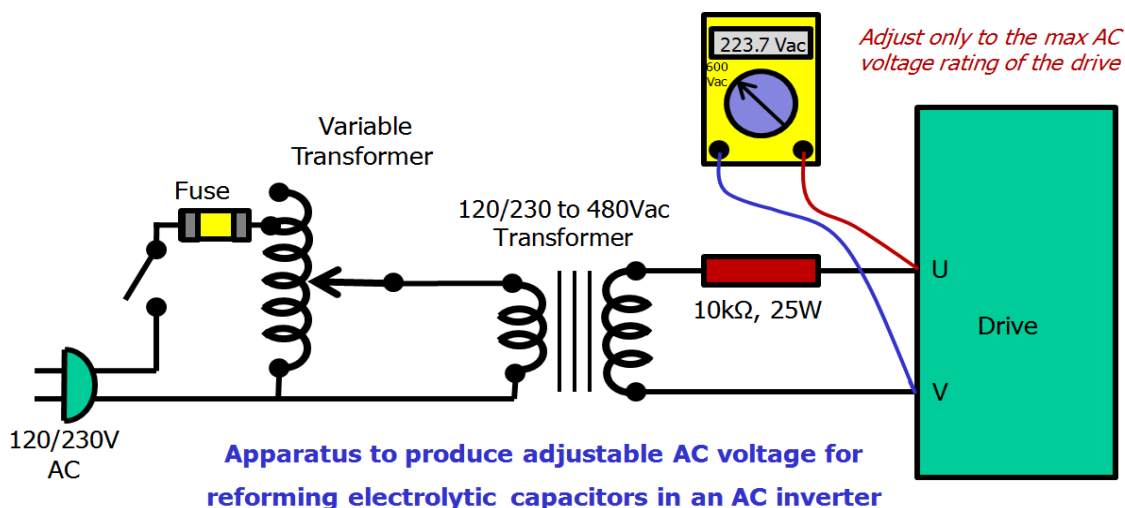 223.7 Vac
600
Vac
Adjust only to the max AC
voltage rating of the drive
Variable
Transformer
Fuse
120/230 to 480Vac
Transformer
10kΩ, 25W
U
Drive
V
120/230V
AC
Apparatus to produce adjustable AC voltage for
reforming electrolytic capacitors in an AC inverter